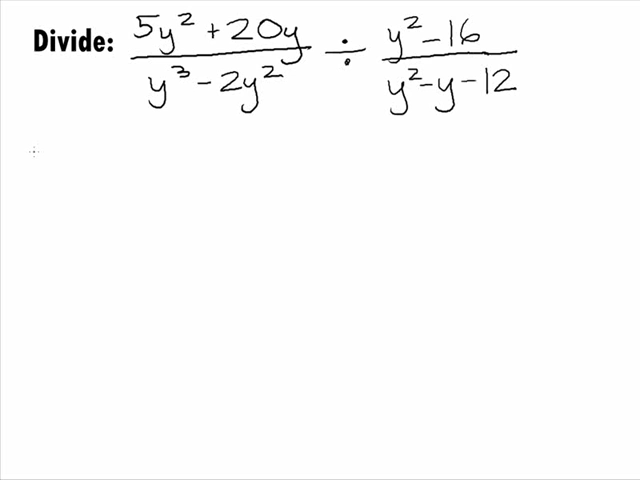 Divide: 5y² + 20y / y³ - 2y² ÷ y² - 16 / y² - y - 12